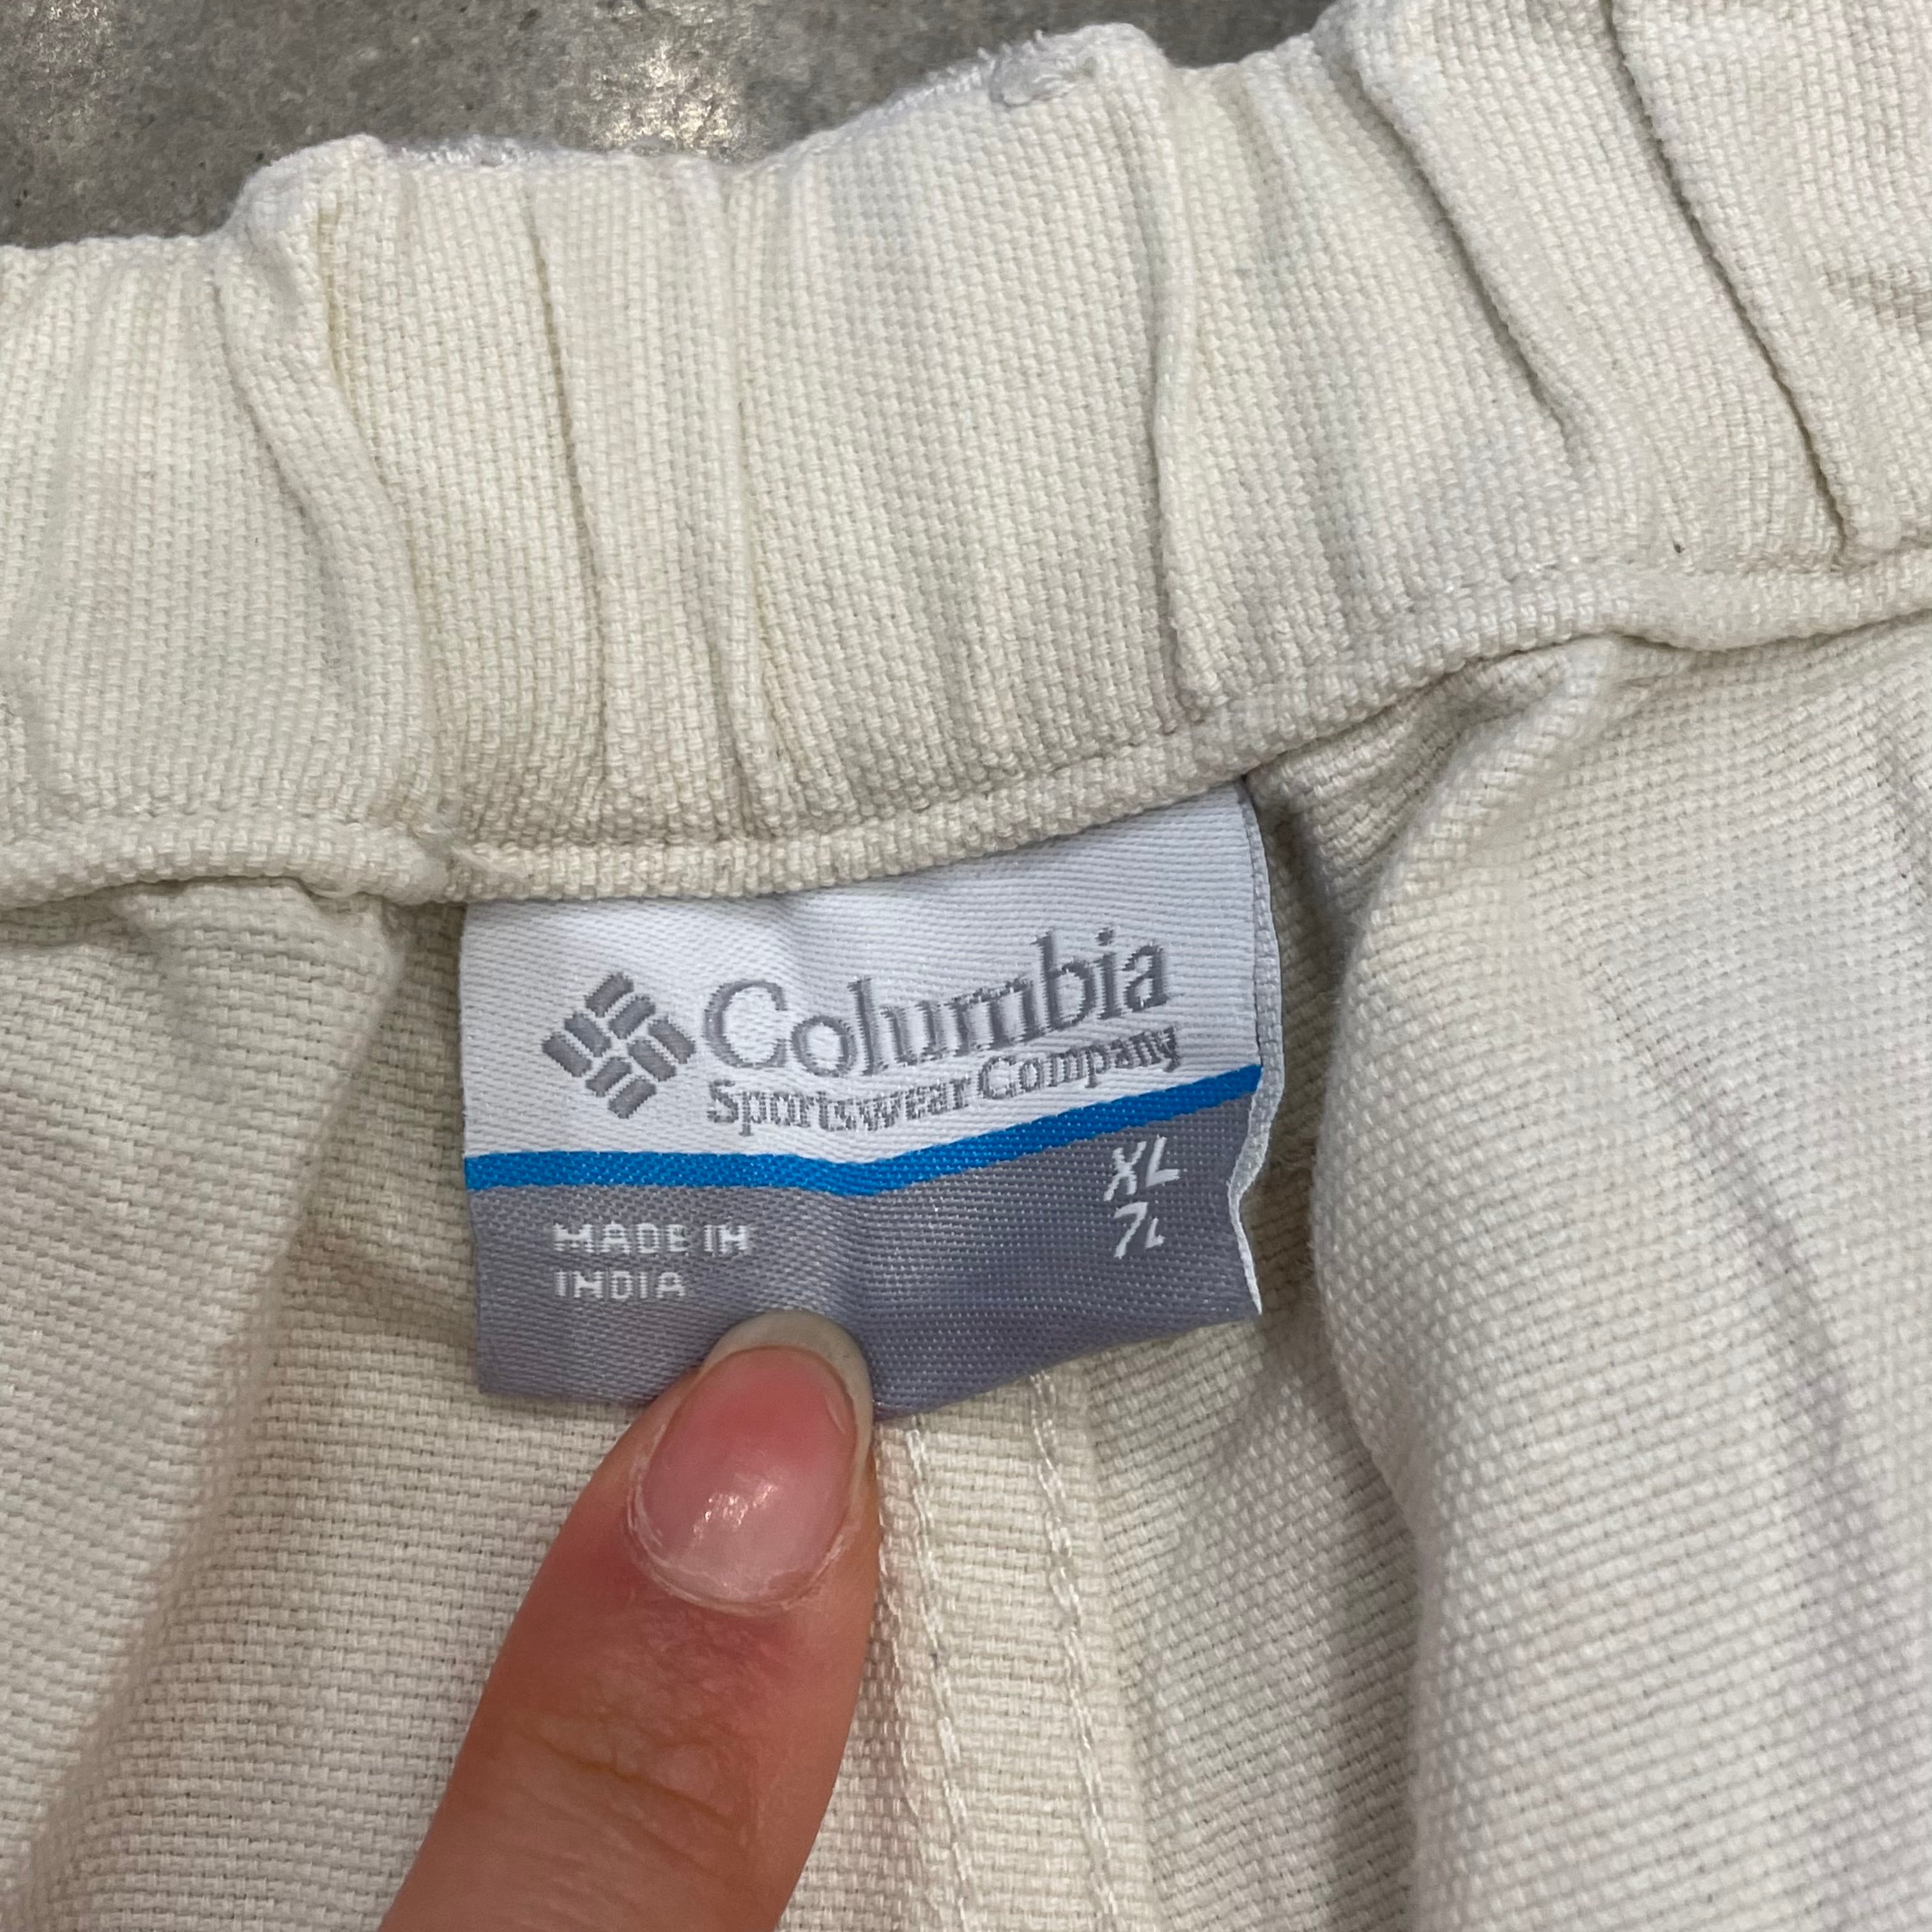 Columbia
Sportswear Company
XL
7L
MADE IN
INDIA